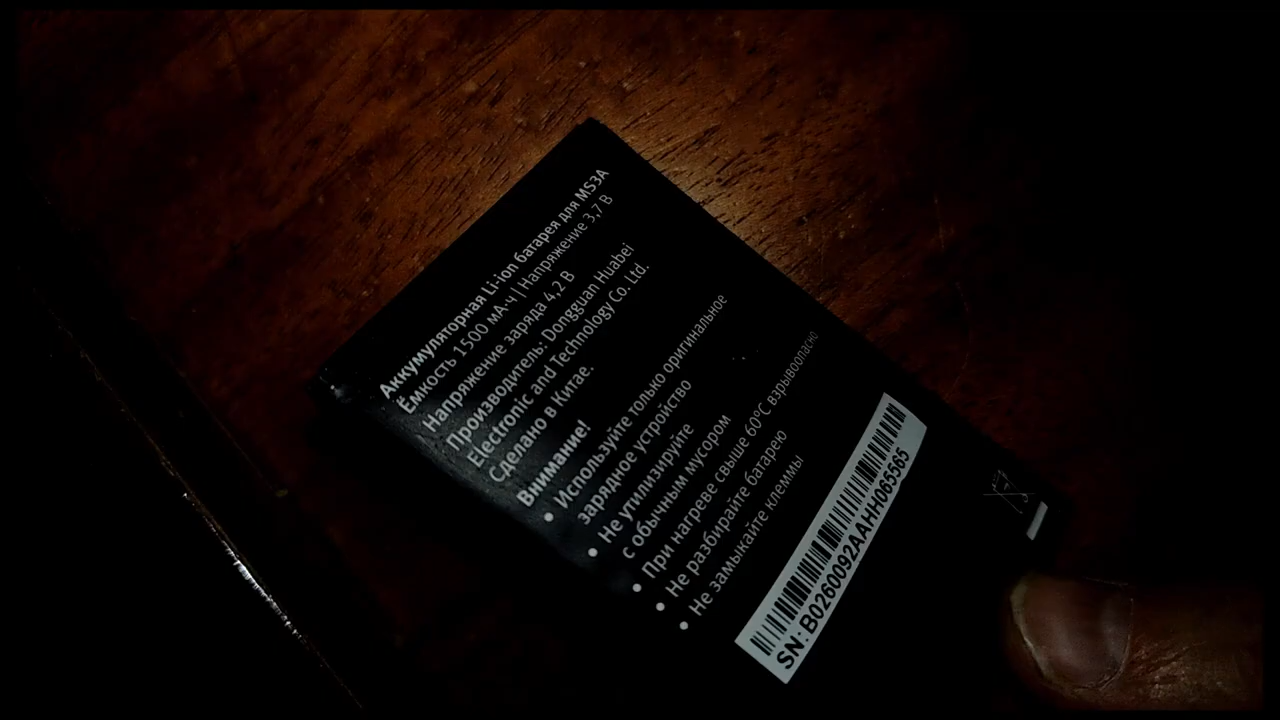 Аккумуляторная Li-ion батарея для MS3A
Ёмкость 1500 мА·ч | Напряжение 3,7 В
Напряжение заряда 4,2 В
Производитель: Dongguan Huabei
Electronic and Technology Co. Ltd.
Сделано в Китае.
Внимание!
• Используйте только оригинальное
зарядное устройство
• Не утилизируйте
с обычным мусором
• При нагреве свыше 60°C взрывоопасно
• Не разбирайте батарею
• Не замыкайте клеммы
SN: B0260092AAHH065565